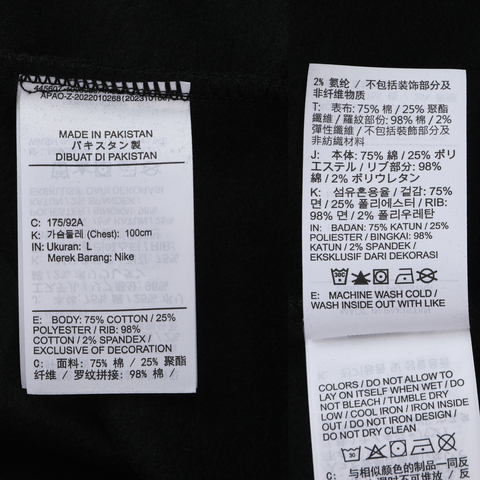 APAO-Z-2022010268(20231016
MADE IN PAKISTAN
パキスタン製
DIBUAT DI PAKISTAN
C: 175/92A
K: 가슴둘레 (Chest): 100cm
IN: Ukuran: L
Merek Barang: Nike
E: BODY: 75% COTTON / 25%
POLYESTER / RIB: 98%
COTTON / 2% SPANDEX /
EXCLUSIVE OF DECORATION
C: 面料: 75% 棉 / 25% 聚酯
纤维 / 罗纹拼接: 98% 棉 /
2% 氨纶 / 不包括装饰部分及
非纤维物质
T: 表布: 75% 棉 / 25% 聚酯
纖維 / 羅紋部分: 98% 棉 / 2%
彈性纖維 / 不包括裝飾部分及
非紡織材料
J: 本体: 75% 綿 / 25% ポリ
エステル / リブ部分: 98%
綿 / 2% ポリウレタン
K: 섬유혼용율 / 겉감: 75%
면 / 25% 폴리에스터 / RIB:
98% 면 / 2% 폴리우레탄
IN: BADAN: 75% KATUN / 25%
POLIESTER / BINGKAI: 98%
KATUN / 2% SPANDEX /
EKSKLUSIF DARI DEKORASI
E: MACHINE WASH COLD /
WASH INSIDE OUT WITH LIKE
COLORS / DO NOT ALLOW TO
LAY ON ITSELF WHEN WET / DO
NOT BLEACH / TUMBLE DRY
LOW / COOL IRON / IRON INSIDE
OUT / DO NOT IRON DESIGN /
DO NOT DRY CLEAN
C: 与相似颜色的制品一同反